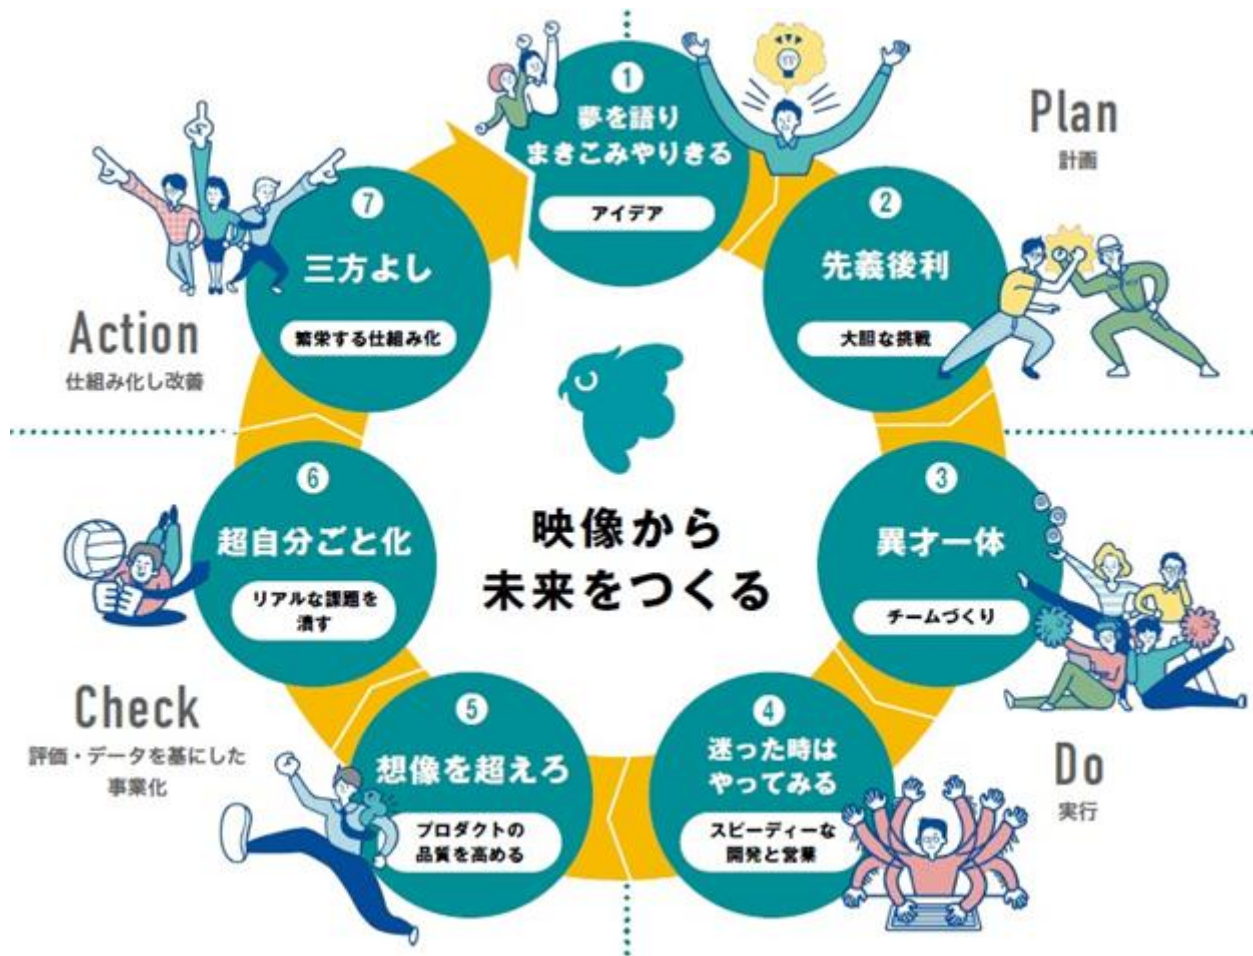 ①
夢を語り
まきこみやりきる
アイデア
Plan
計画
②
先義後利
大胆な挑戦
③
異才一体
チームづくり
Do
実行
④
迷った時は
やってみる
スピーディーな
開発と営業
⑤
想像を超えろ
プロダクトの
品質を高める
Check
評価・データを基にした
事業化
⑥
超自分ごと化
リアルな課題を
潰す
Action
仕組み化し改善
⑦
三方よし
繁栄する仕組み化
映像から
未来をつくる